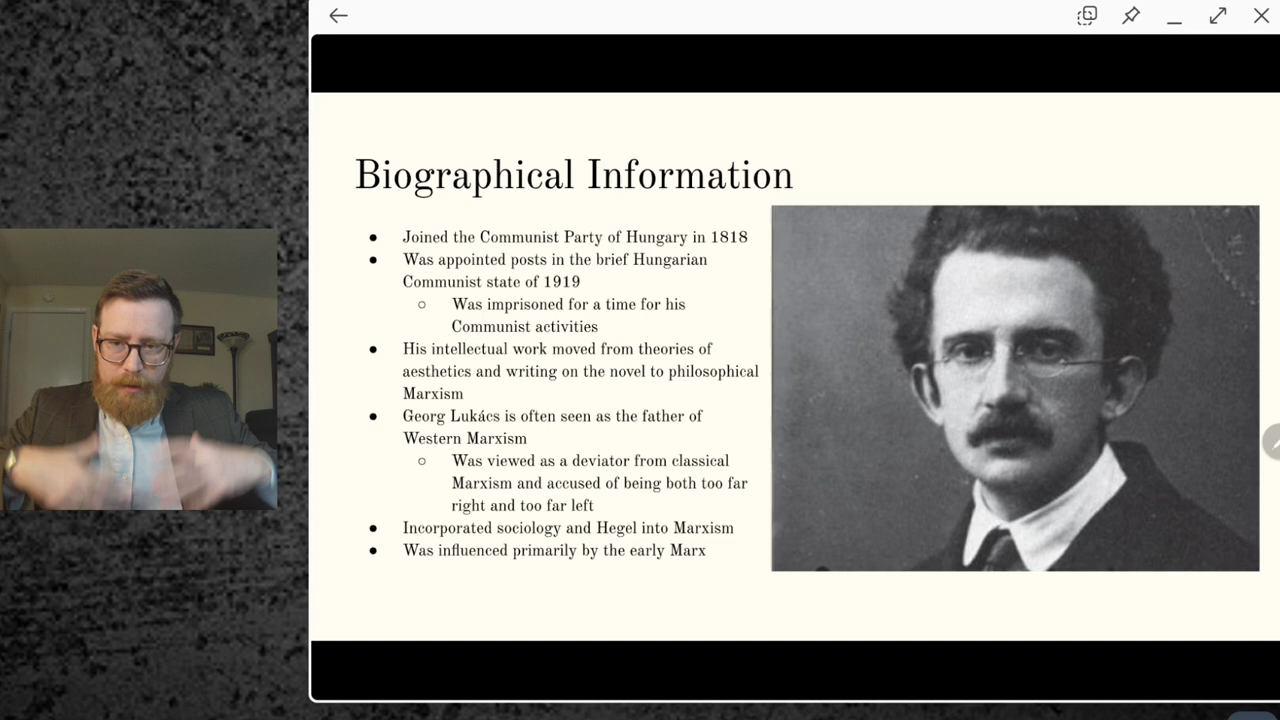 Biographical Information
● Joined the Communist Party of Hungary in 1818
● Was appointed posts in the brief Hungarian
Communist state of 1919
○ Was imprisoned for a time for his
Communist activities
● His intellectual work moved from theories of
aesthetics and writing on the novel to philosophical
Marxism
● Georg Lukács is often seen as the father of
Western Marxism
○ Was viewed as a deviator from classical
Marxism and accused of being both too far
right and too far left
● Incorporated sociology and Hegel into Marxism
● Was influenced primarily by the early Marx